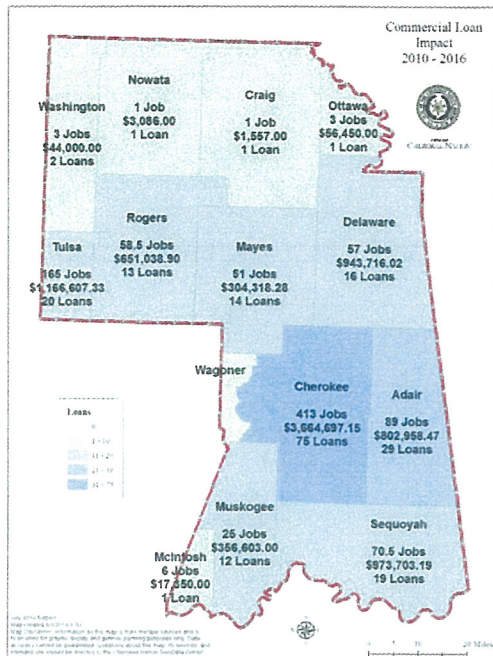 Commercial Loan
Impact
2010 - 2016
CHEROKEE NATION
Nowata
1 Job
$3,086.00
1 Loan
Craig
1 Job
$1,557.00
1 Loan
Ottawa
3 Jobs
$56,450.00
1 Loan
Washington
3 Jobs
$44,000.00
2 Loans
Rogers
58.5 Jobs
$651,038.90
13 Loans
Delaware
57 Jobs
$943,716.02
16 Loans
Tulsa
165 Jobs
$1,166,607.33
20 Loans
Mayes
51 Jobs
$304,318.28
14 Loans
Wagoner
Cherokee
413 Jobs
$3,664,697.15
75 Loans
Adair
89 Jobs
$802,958.47
29 Loans
Loans
0
Muskogee
25 Jobs
$356,603.00
12 Loans
Sequoyah
70.5 Jobs
$973,703.19
19 Loans
McIntosh
6 Jobs
$17,350.00
1 Loan
0 5 10 20 Miles